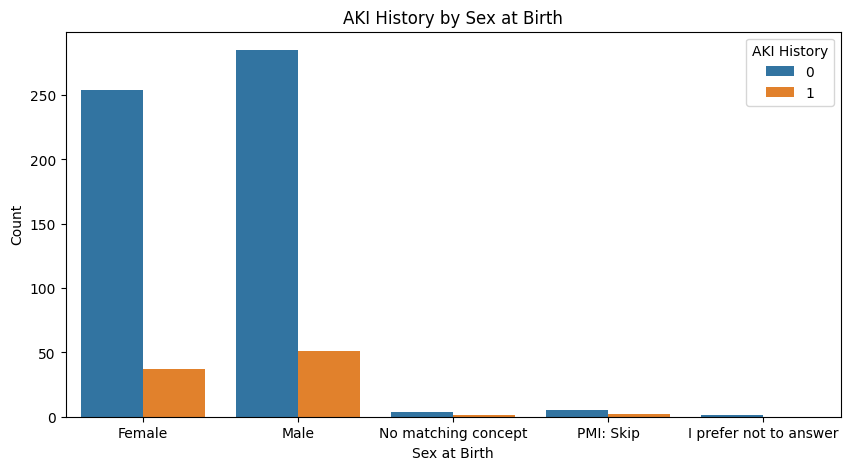 AKI History by Sex at Birth
AKI History
0
1
Count
250
200
150
100
50
0
Female
Male
No matching concept
PMI: Skip
I prefer not to answer
Sex at Birth